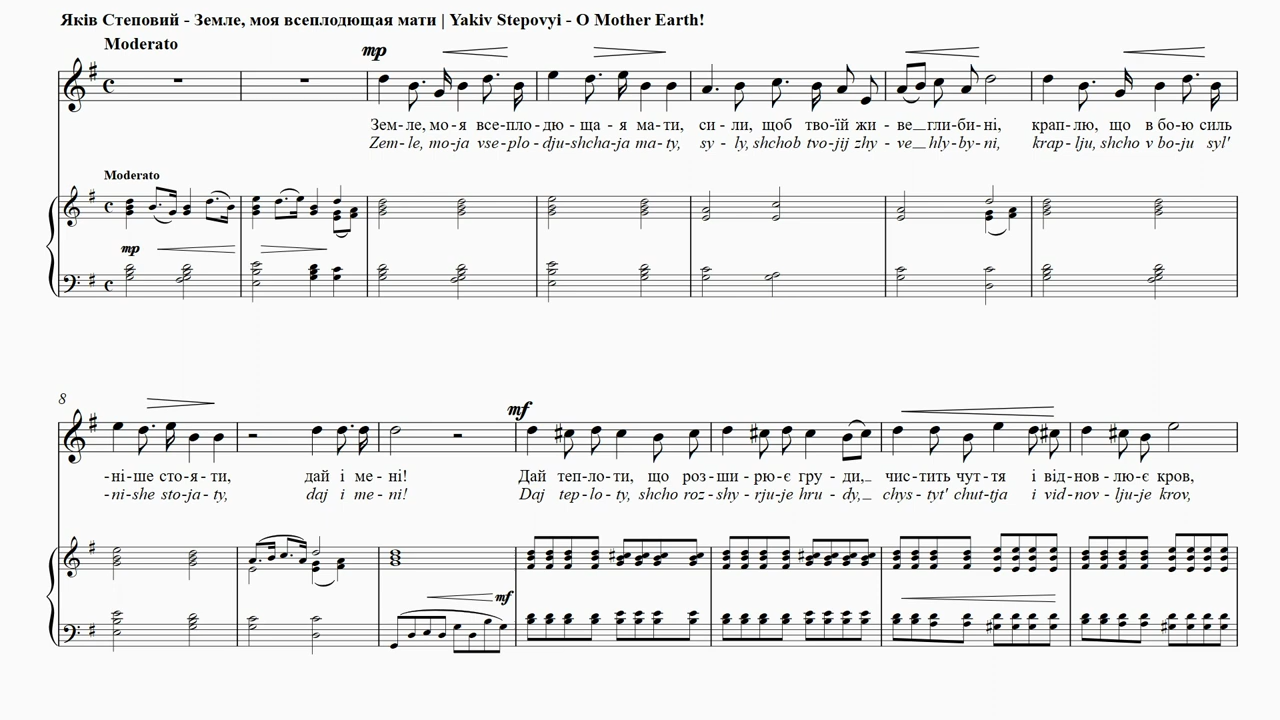 Яків Степовий - Земле, моя всеплодющая мати | Yakiv Stepovyi - O Mother Earth!
Moderato
mp
Зем-ле, мо-я все-пло-дю-ща-я ма-ти, си-ли, щоб тво-їй жи-ве гли-би-ні, крап-лю, що в бо-ю силь
Zem-le, mo-ja vse-plo-dju-shcha-ja ma-ty, sy-ly, shchob tvo-jij zhy-ve hly-by-ni, krap-lju, shcho v bo-ju syl'
Moderato
mp
8
mf
-ні-ше сто-я-ти, дай і ме-ні! Дай теп-ло-ти, що роз-ши-рю-є гру-ди, чис-тить чут-тя і від-нов-лю-є кров,
-ni-she sto-ja-ty, daj i me-ni! Daj tep-lo-ty, shcho roz-shy-rju-je hru-dy, chys-tyt' chut-tja i vid-nov-lju-je krov,
mf